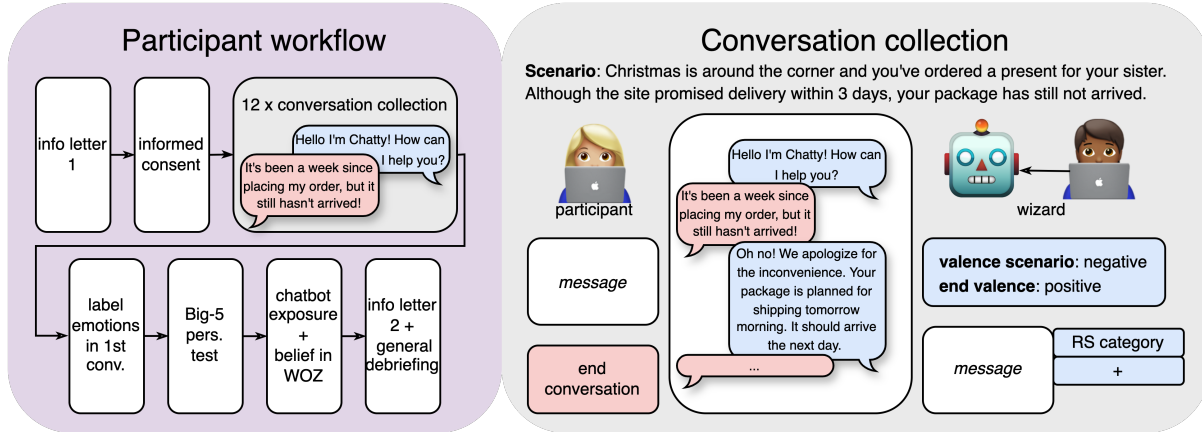 Participant workflow
info letter
1
informed
consent
12 x conversation collection
Hello I'm Chatty! How can
I help you?
It's been a week since
placing my order, but it
still hasn't arrived!
label
emotions
in 1st
conv.
Big-5
pers.
test
chatbot
exposure
+
belief in
WOZ
info letter
2 +
general
debriefing
Conversation collection
Scenario: Christmas is around the corner and you've ordered a present for your sister.
Although the site promised delivery within 3 days, your package has still not arrived.
participant
message
end
conversation
Hello I'm Chatty! How can
I help you?
It's been a week since
placing my order, but it
still hasn't arrived!
Oh no! We apologize for
the inconvenience. Your
package is planned for
shipping tomorrow
morning. It should arrive
the next day.
...
wizard
valence scenario: negative
end valence: positive
message
RS category
+